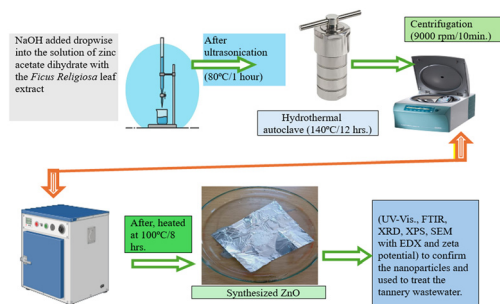 NaOH added dropwise
into the solution of zinc
acetate dihydrate with
the Ficus Religiosa leaf
extract
After
ultrasonication
(80ºC/1 hour)
Hydrothermal
autoclave (140ºC/12 hrs.)
Centrifugation
(9000 rpm/10min.)
After, heated
at 100ºC/8
hrs.
Synthesized ZnO
(UV-Vis., FTIR,
XRD, XPS, SEM
with EDX and zeta
potential) to confirm
the nanoparticles and
used to treat the
tannery wastewater.